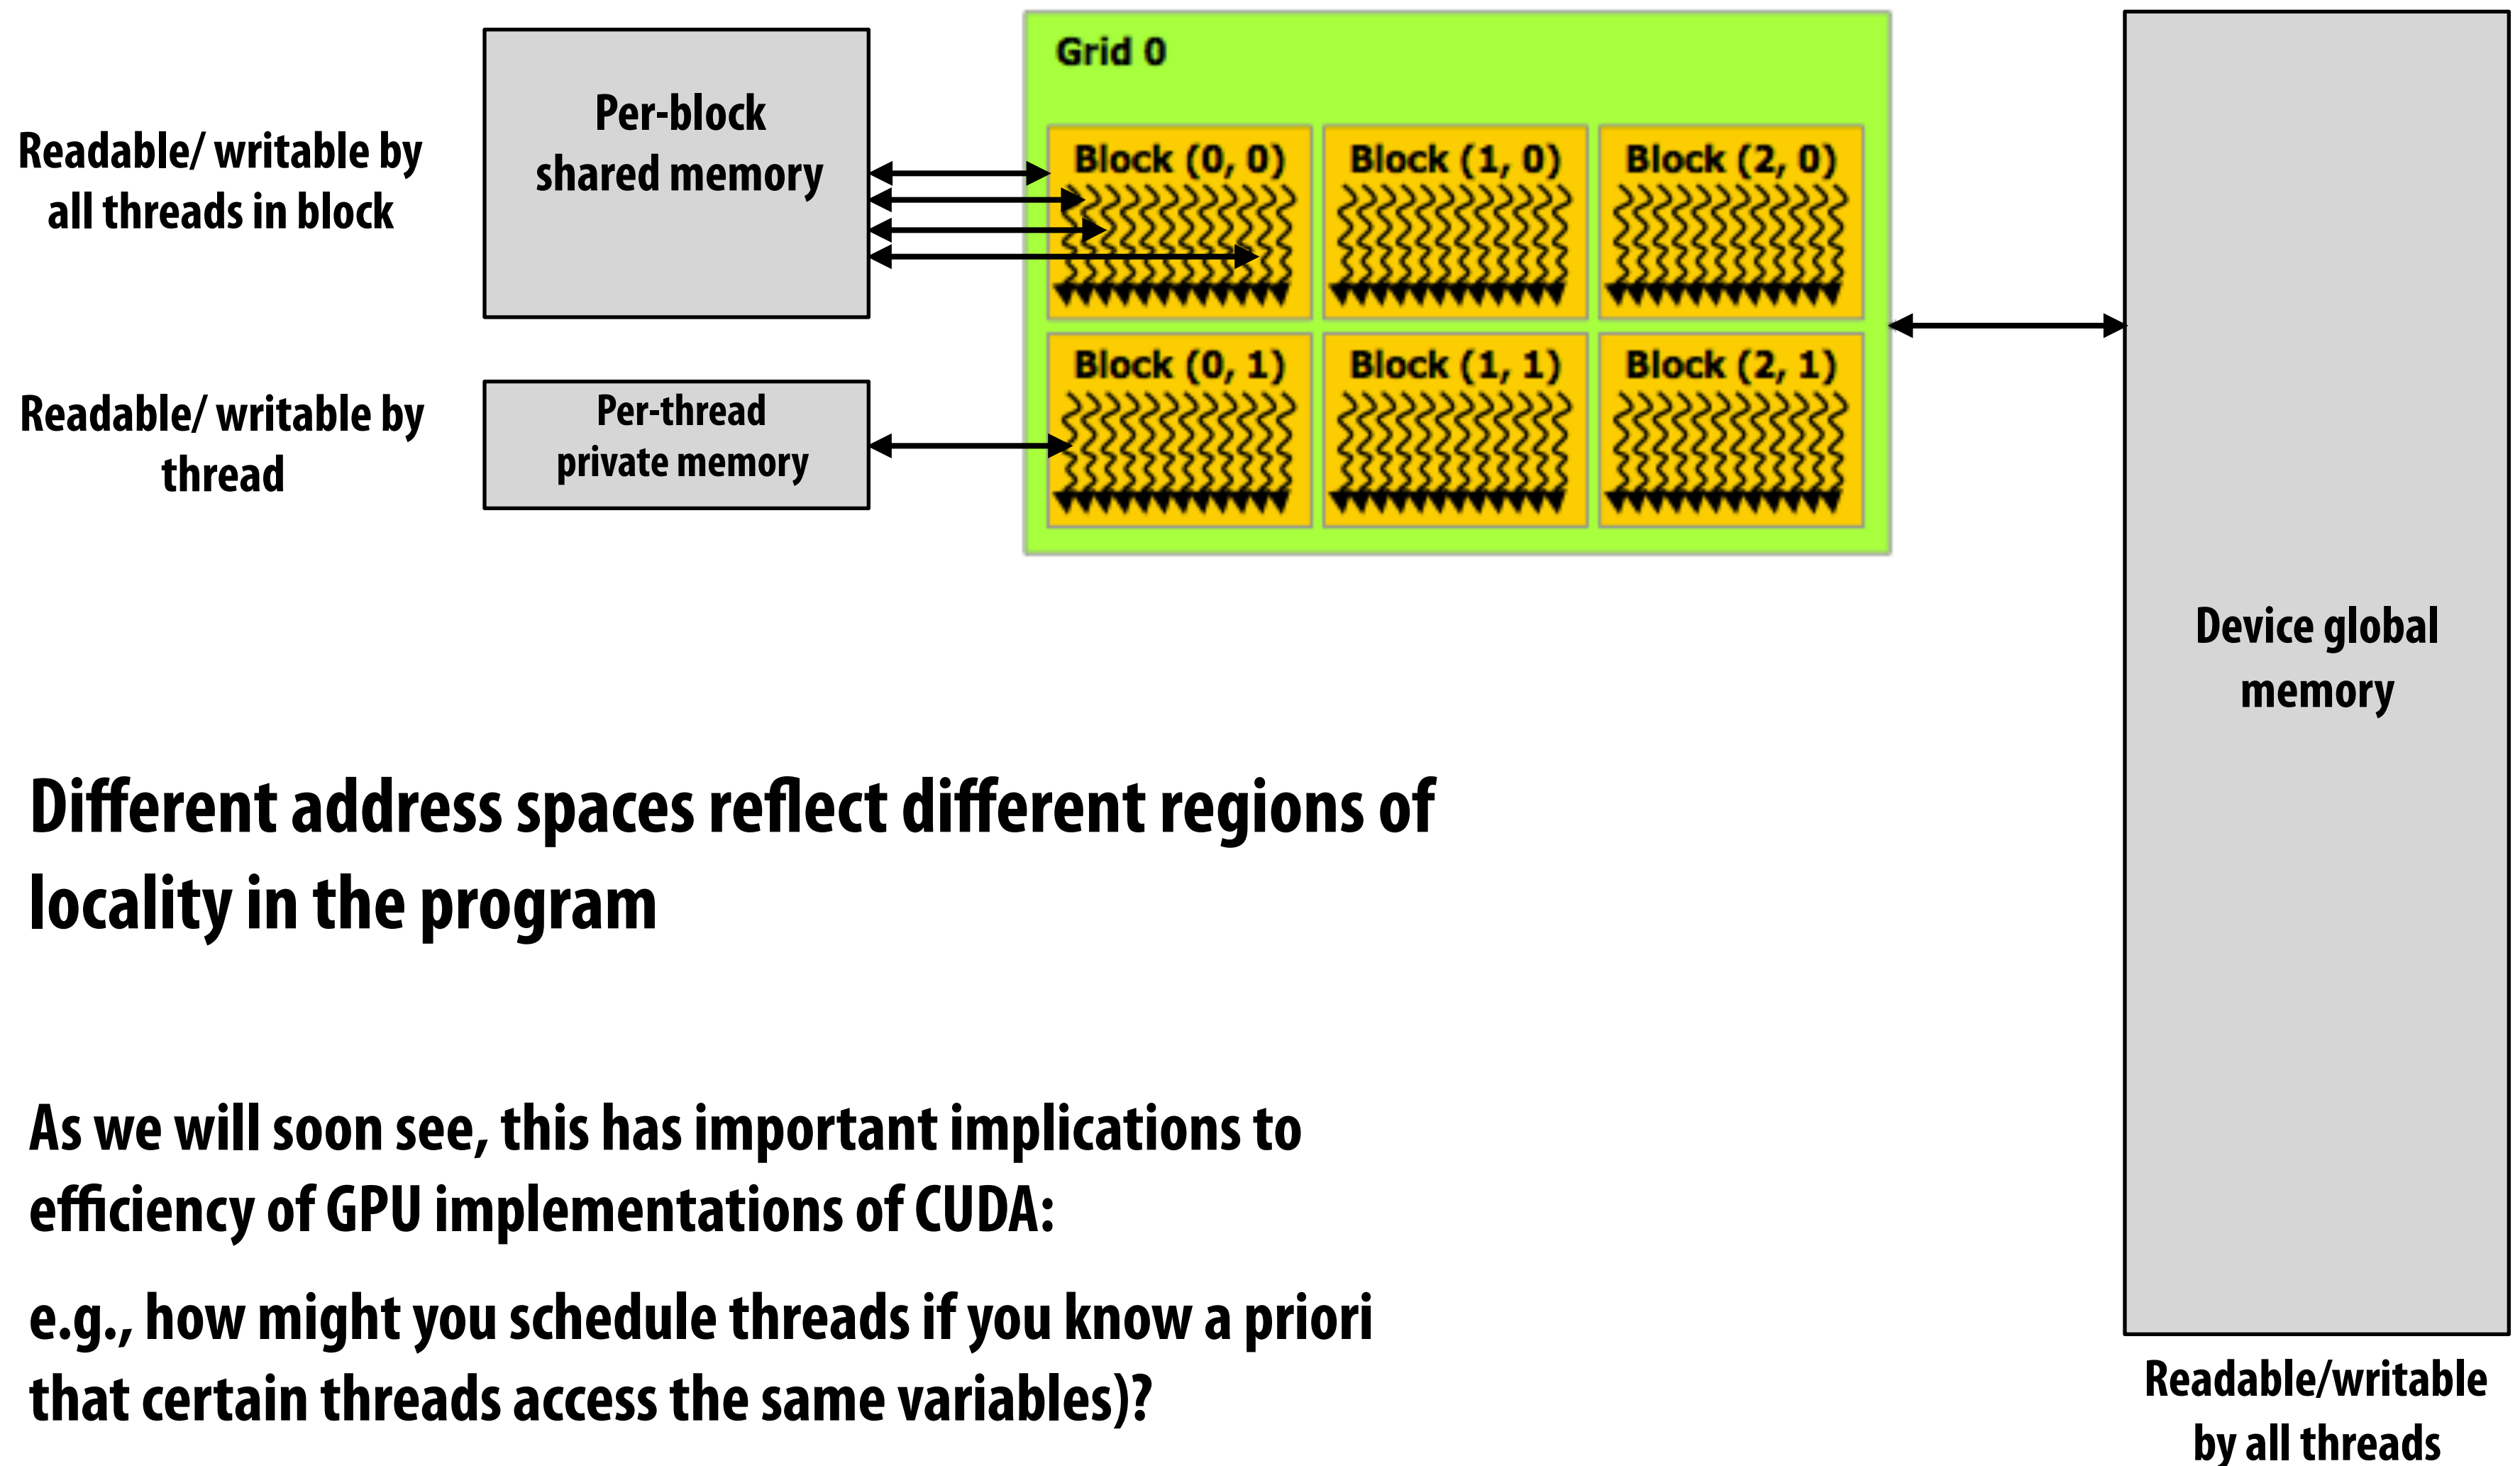 Readable/ writable by
all threads in block
Per-block
shared memory
Readable/ writable by
thread
Per-thread
private memory
Grid 0
Block (0, 0)
Block (1, 0)
Block (2, 0)
Block (0, 1)
Block (1, 1)
Block (2, 1)
Device global
memory
Readable/writable
by all threads
Different address spaces reflect different regions of
locality in the program
As we will soon see, this has important implications to
efficiency of GPU implementations of CUDA:
e.g., how might you schedule threads if you know a priori
that certain threads access the same variables)?